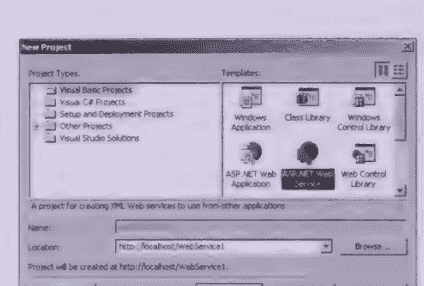 New Project
Project Types:
Templates:
Visual Basic Projects
Visual C# Projects
Setup and Deployment Projects
Other Projects
Visual Studio Solutions
Windows Application
Class Library
Windows Control Library
ASP.NET Web Application
ASP.NET Web Service
Web Control Library
A project for creating XML Web services to use from other applications
Name:
Location:
http://localhost/WebService1
Browse...
Project will be created at http://localhost/WebService1.